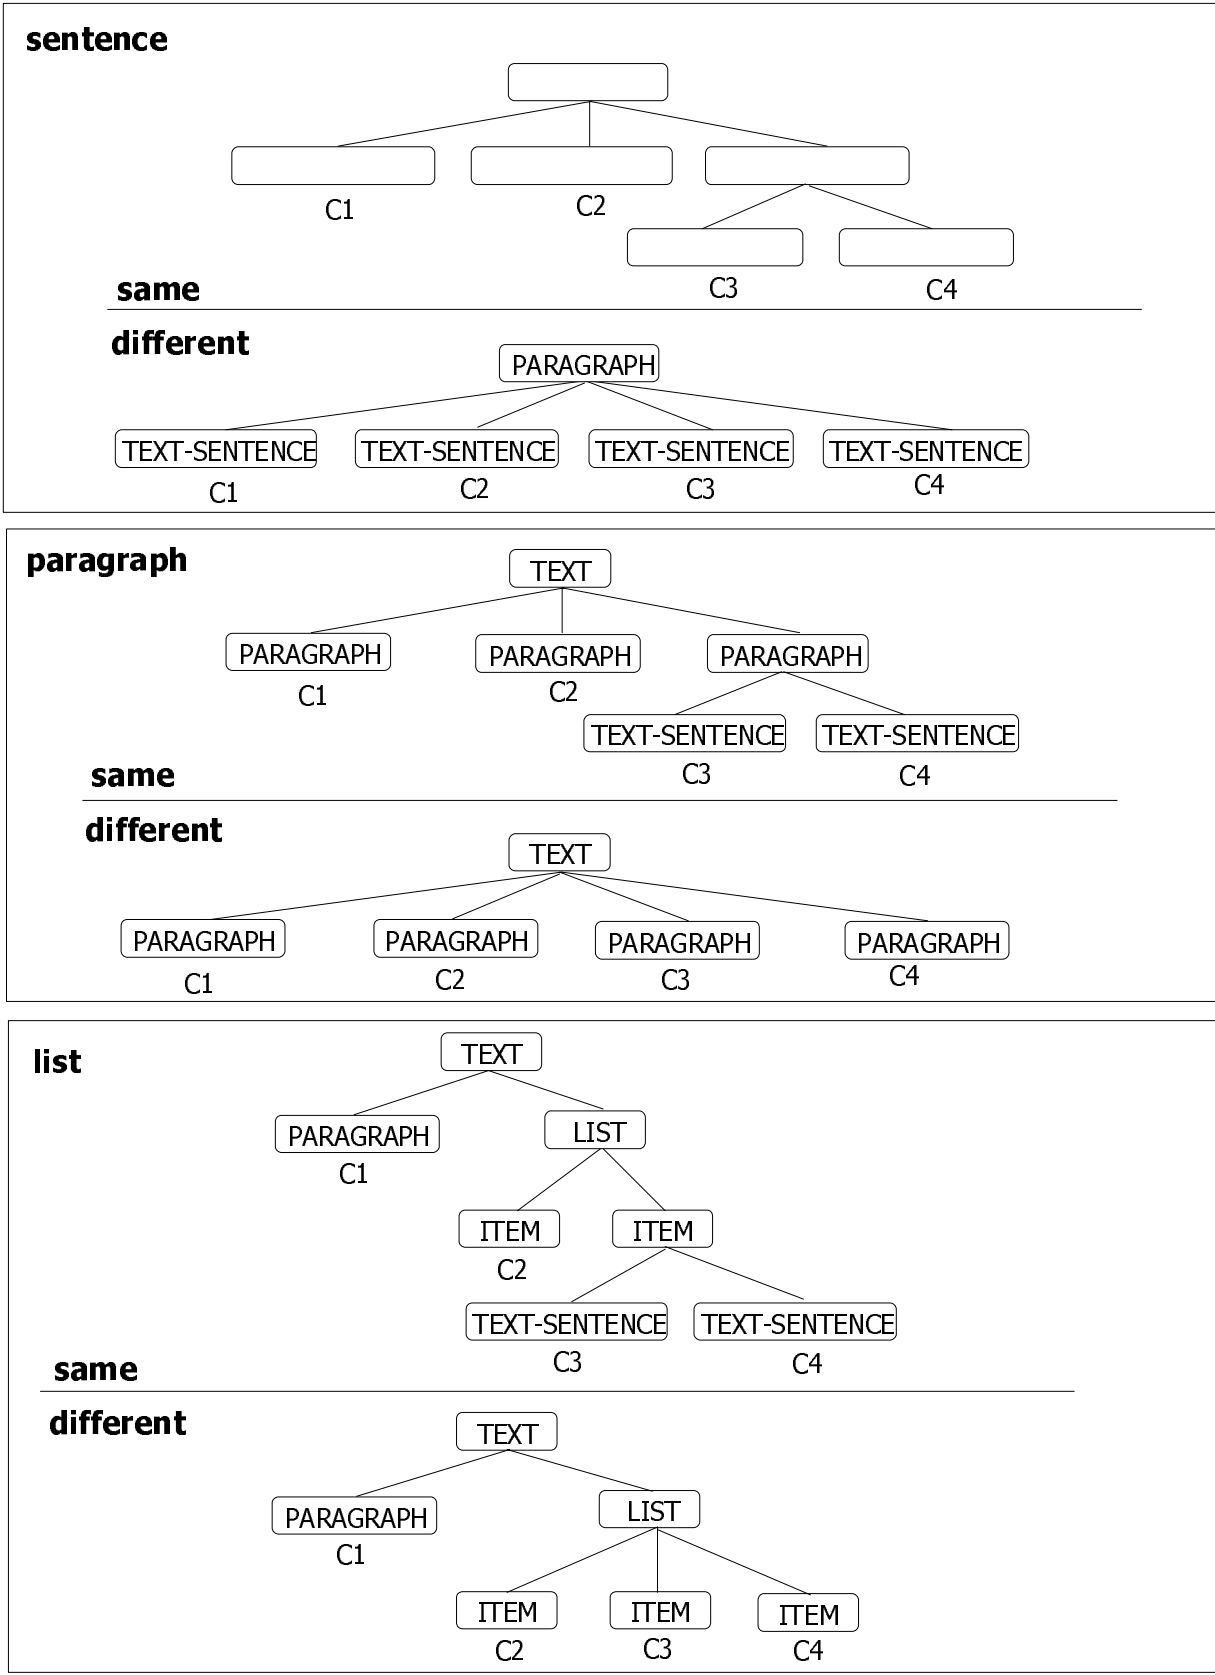 sentence
C1 C2
C3 C4
same
different
PARAGRAPH
TEXT-SENTENCE TEXT-SENTENCE TEXT-SENTENCE TEXT-SENTENCE
C1 C2 C3 C4
paragraph
TEXT
PARAGRAPH PARAGRAPH PARAGRAPH
C1 C2
TEXT-SENTENCE TEXT-SENTENCE
C3 C4
same
different
TEXT
PARAGRAPH PARAGRAPH PARAGRAPH PARAGRAPH
C1 C2 C3 C4
list
TEXT
PARAGRAPH LIST
C1
ITEM ITEM
C2
TEXT-SENTENCE TEXT-SENTENCE
C3 C4
same
different
TEXT
PARAGRAPH LIST
C1
ITEM ITEM ITEM
C2 C3 C4